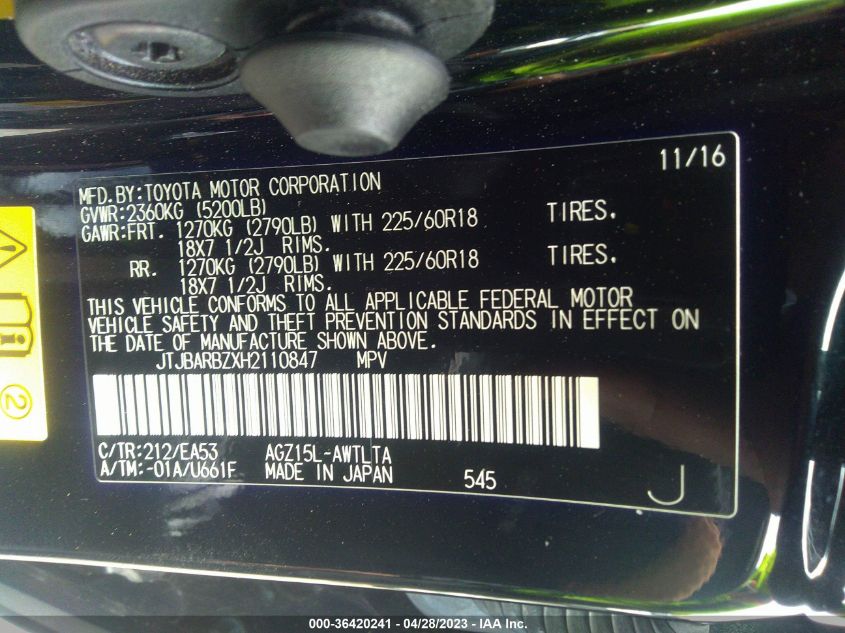 11/16
MFD.BY:TOYOTA MOTOR CORPORATION
GVWR:2360KG (5200LB)
GAWR:FRT. 1270KG (2790LB) WITH 225/60R18 TIRES.
18X7 1/2J RIMS.
RR. 1270KG (2790LB) WITH 225/60R18 TIRES.
18X7 1/2J RIMS.
THIS VEHICLE CONFORMS TO ALL APPLICABLE FEDERAL MOTOR
VEHICLE SAFETY AND THEFT PREVENTION STANDARDS IN EFFECT ON
THE DATE OF MANUFACTURE SHOWN ABOVE.
JTJBARBZXH2110847 MPV
C/TR:212/EA53 AGZ15L-AWTLTA
A/TM:-01A/U661F MADE IN JAPAN 545 J
2
000-36420241 | 04/28/2023 - IAA Inc.